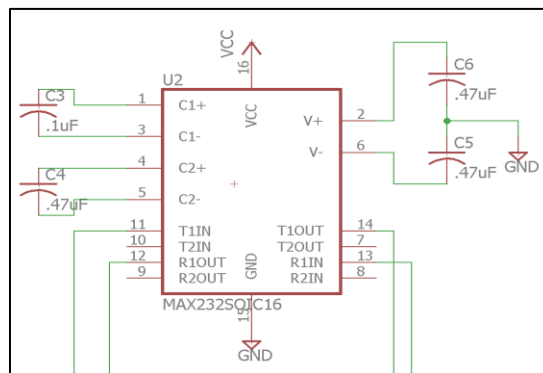 VCC
U2
16
VCC
C3
.1uF
C4
.47uF
1
3
4
5
11
10
12
9
C1+
C1-
C2+
C2-
T1IN
T2IN
R1OUT
R2OUT
V+
V-
T1OUT
T2OUT
R1IN
R2IN
GND
2
6
14
7
13
8
C6
.47uF
C5
.47uF
GND
MAX232SOIC16
15
GND